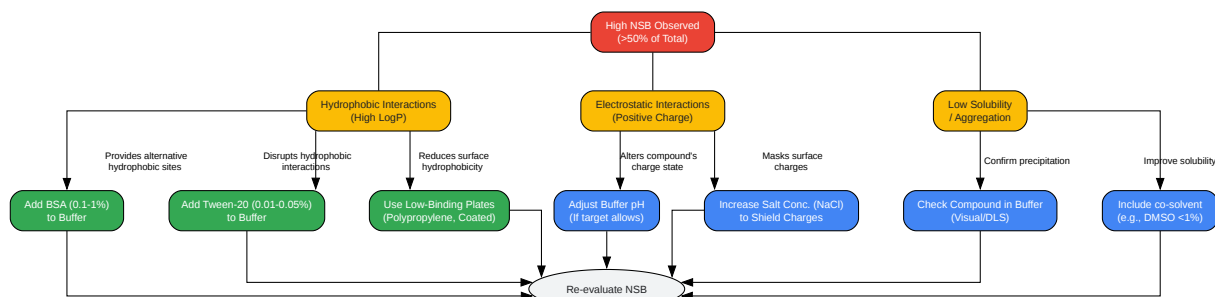 High NSB Observed
(>50% of Total)
Hydrophobic Interactions
(High LogP)
Electrostatic Interactions
(Positive Charge)
Low Solubility
/ Aggregation
Provides alternative
hydrophobic sites
Disrupts hydrophobic
interactions
Reduces surface
hydrophobicity
Alters compound's
charge state
Masks surface
charges
Confirm precipitation
Improve solubility
Add BSA (0.1-1%)
to Buffer
Add Tween-20 (0.01-0.05%)
to Buffer
Use Low-Binding Plates
(Polypropylene, Coated)
Adjust Buffer pH
(If target allows)
Increase Salt Conc. (NaCl)
to Shield Charges
Check Compound in Buffer
(Visual/DLS)
Include co-solvent
(e.g., DMSO <1%)
Re-evaluate NSB